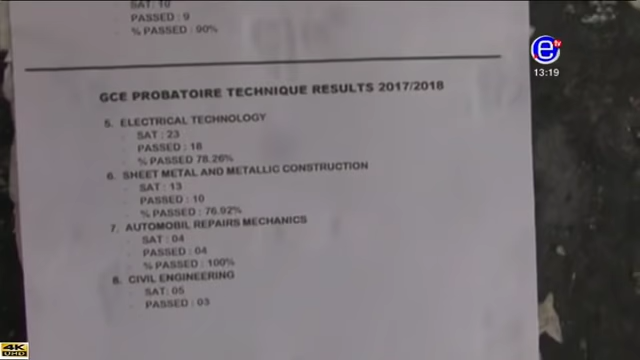 SAT: 10
PASSED : 9
% PASSED : 90%
e tv
13:19
GCE PROBATOIRE TECHNIQUE RESULTS 2017/2018
5. ELECTRICAL TECHNOLOGY
- SAT : 23
- PASSED : 18
- % PASSED 78.26%
6. SHEET METAL AND METALLIC CONSTRUCTION
- SAT : 13
- PASSED : 10
- % PASSED : 76.92%
7. AUTOMOBIL REPAIRS MECHANICS
- SAT : 04
- PASSED : 04
- % PASSED : 100%
8. CIVIL ENGINEERING
- SAT: 05
- PASSED : 03
4K
UHD